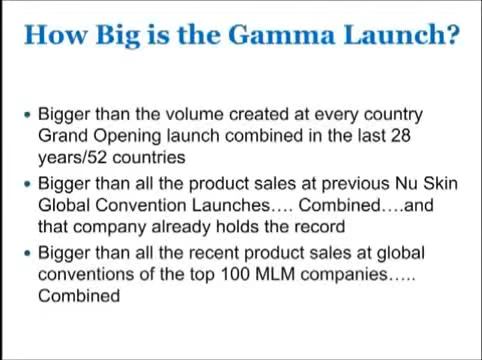 How Big is the Gamma Launch?
• Bigger than the volume created at every country
Grand Opening launch combined in the last 28
years/52 countries
• Bigger than all the product sales at previous Nu Skin
Global Convention Launches…. Combined….and
that company already holds the record
• Bigger than all the recent product sales at global
conventions of the top 100 MLM companies…..
Combined